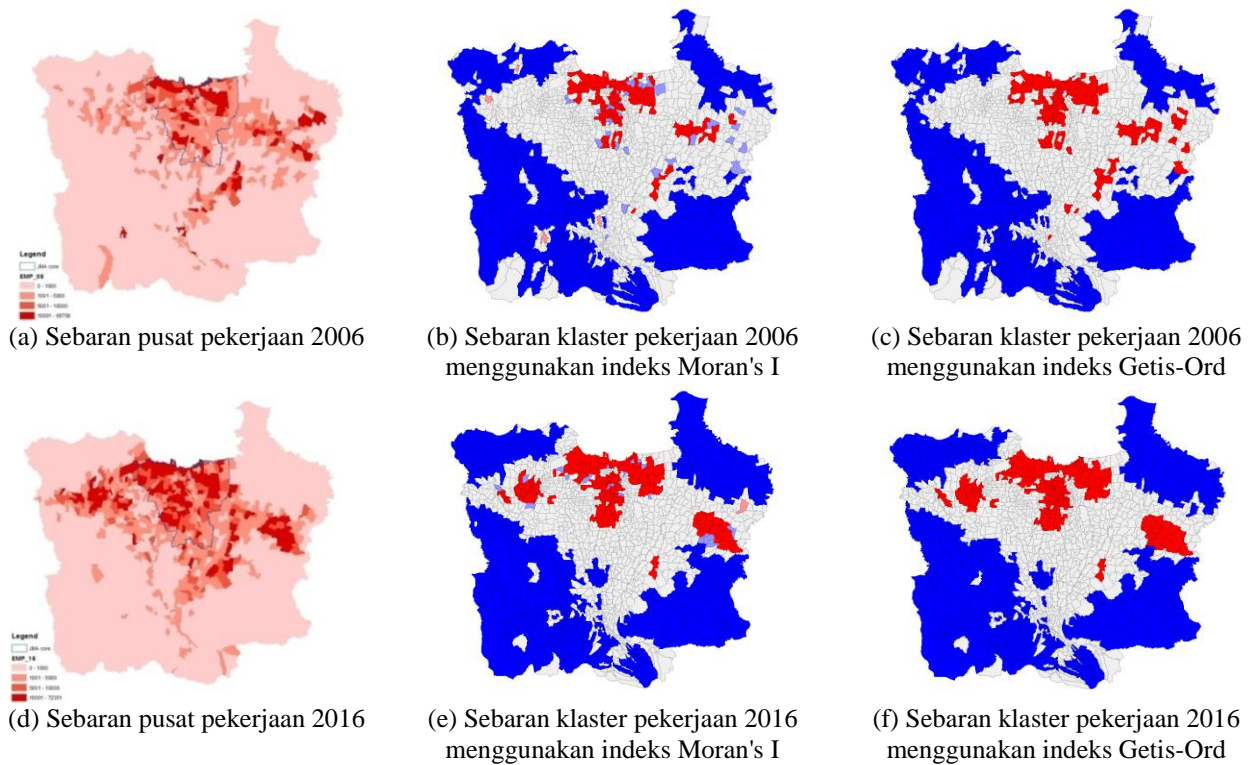 Legend
JMA core
EMP_06
0 - 1000
1001 - 5000
5001 - 10000
(a) Sebaran pusat pekerjaan 2006
(b) Sebaran klaster pekerjaan 2006
menggunakan indeks Moran's I
(c) Sebaran klaster pekerjaan 2006
menggunakan indeks Getis-Ord
Legend
JMA core
EMP_16
0 - 1000
1001 - 5000
5001 - 10000
10001 - 72351
(d) Sebaran pusat pekerjaan 2016
(e) Sebaran klaster pekerjaan 2016
menggunakan indeks Moran's I
(f) Sebaran klaster pekerjaan 2016
menggunakan indeks Getis-Ord